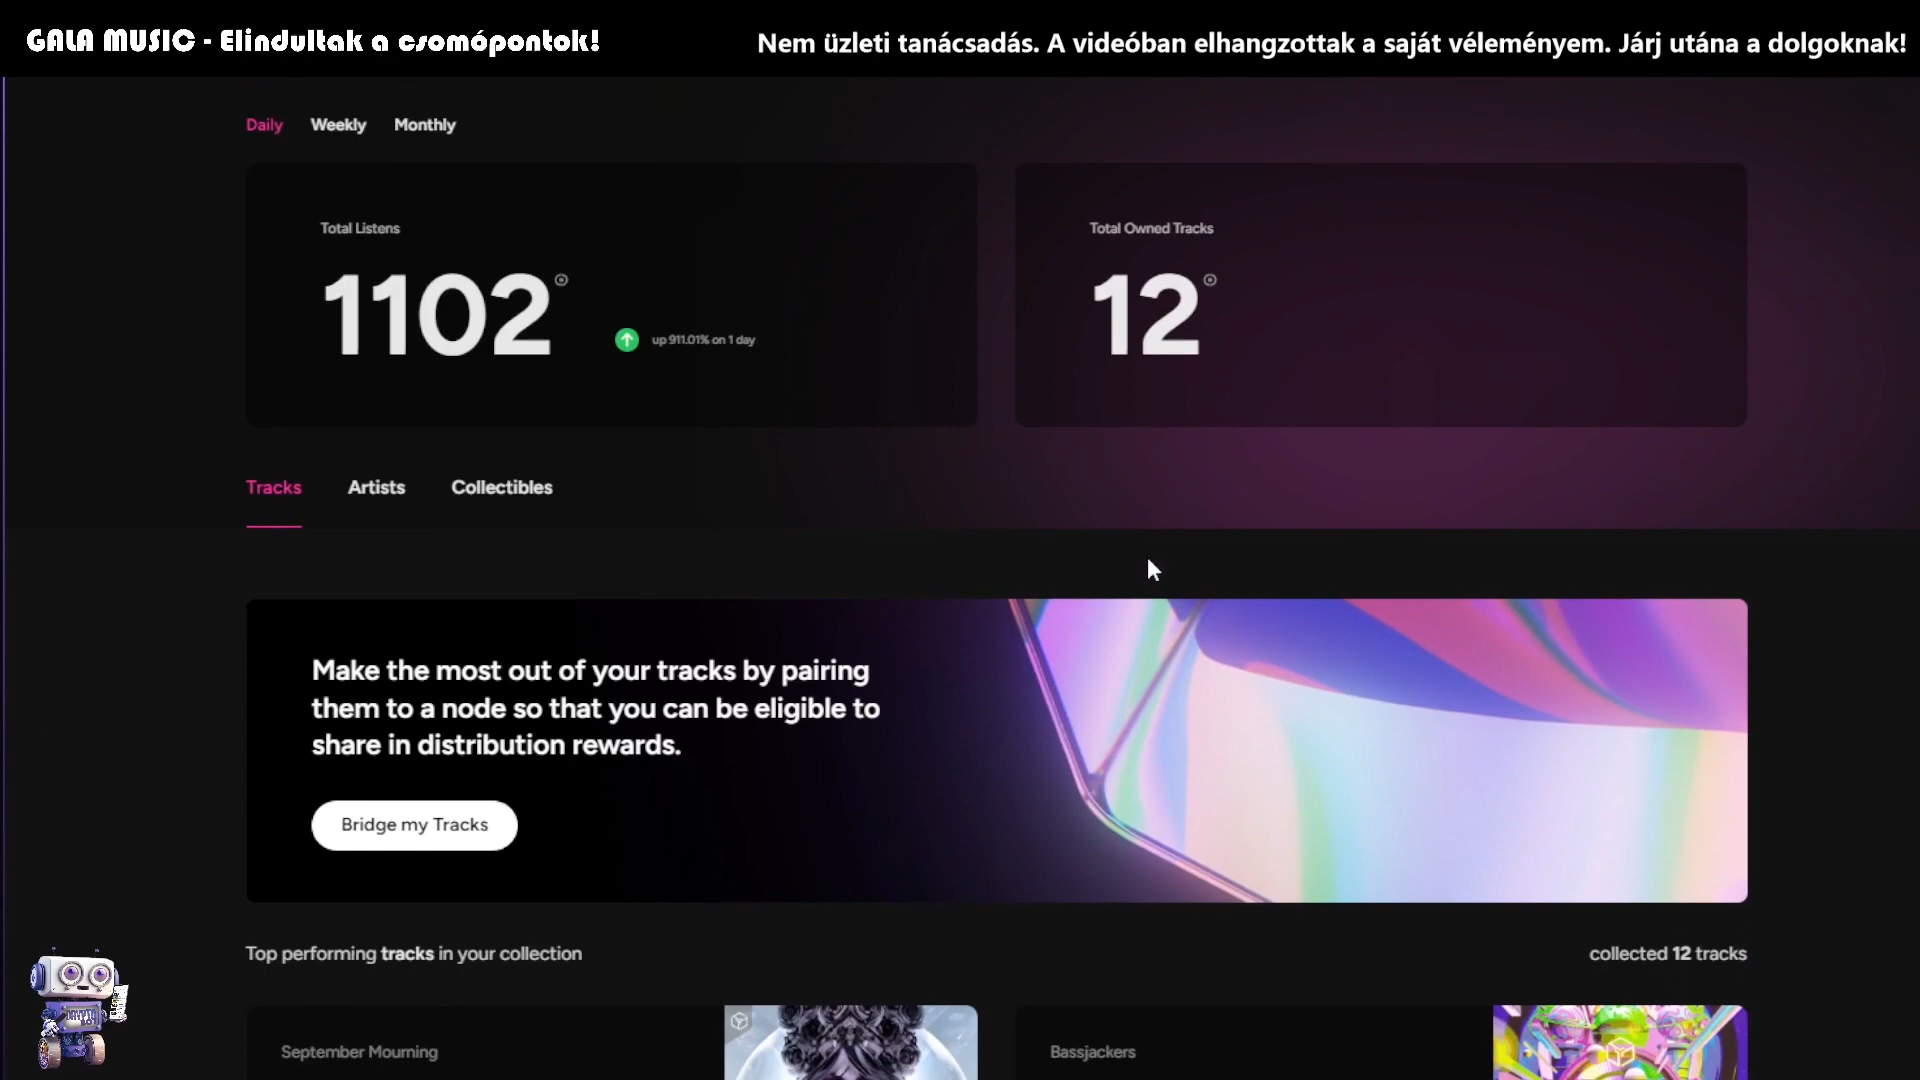 GALA MUSIC - Elindultak a csomópontok!
Nem üzleti tanácsadás. A videóban elhangzottak a saját véleményem. Járj utána a dolgoknak!
Daily Weekly Monthly
Total Listens
1102
up 911.01% on 1 day
Total Owned Tracks
12
Tracks Artists Collectibles
Make the most out of your tracks by pairing
them to a node so that you can be eligible to
share in distribution rewards.
Bridge my Tracks
Top performing tracks in your collection
collected 12 tracks
September Mourning
Bassjackers